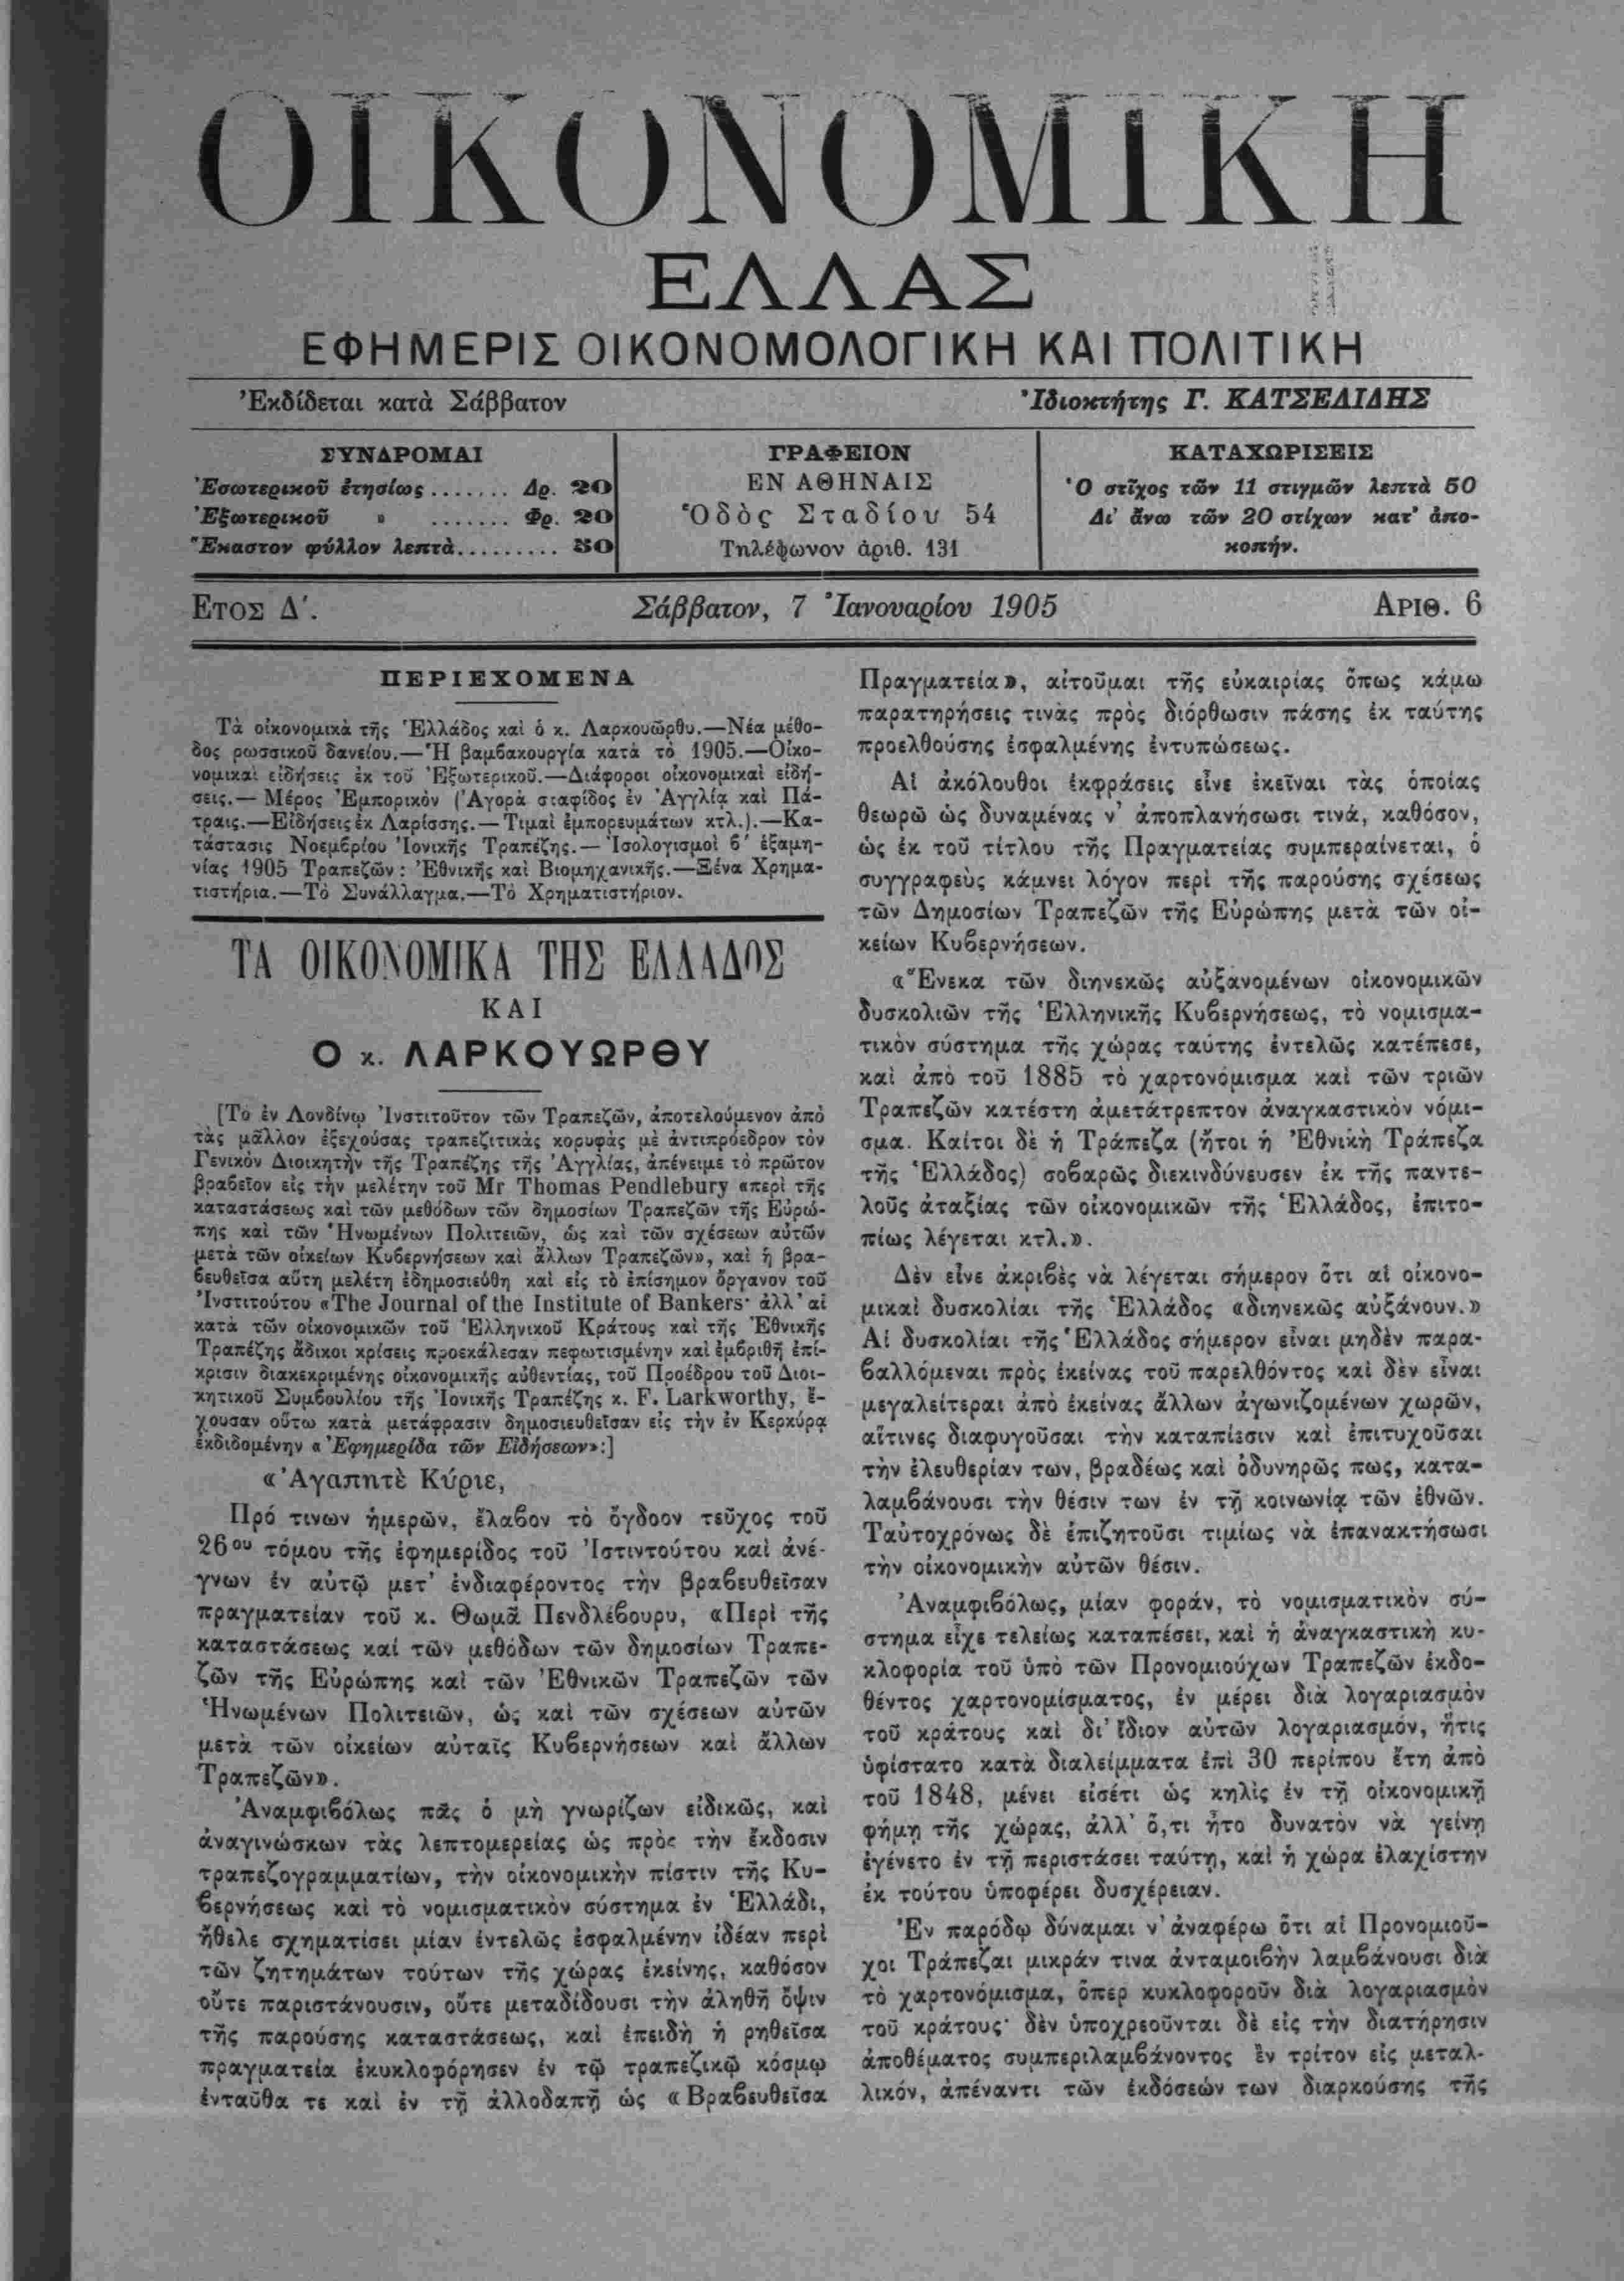 ΟΙΚΟΝΟΜΙΚΗ
ΕΛΛΑΣ
ΕΦΗΜΕΡΙΣ ΟΙΚΟΝΟΜΟΛΟΓΙΚΗ ΚΑΙ ΠΟΛΙΤΙΚΗ
Ἐκδίδεται κατὰ Σάββατον
Ἰδιοκτήτης Γ. ΚΑΤΣΕΛΙΔΗΣ
ΣΥΝΔΡΟΜΑΙ
Ἐσωτερικοῦ ἐτησίως ....... Δρ. 20
Ἐξωτερικοῦ » ....... Φρ. 20
Ἕκαστον φύλλον λεπτὰ.......... 50
ΓΡΑΦΕΙΟΝ
ΕΝ ΑΘΗΝΑΙΣ
Ὁδὸς Σταδίου 54
Τηλέφωνον ἀριθ. 131
ΚΑΤΑΧΩΡΙΣΕΙΣ
Ὁ στῖχος τῶν 11 στιγμῶν λεπτὰ 50
Δι' ἄνω τῶν 20 στίχων κατ' ἀπο-
κοπήν.
ΕΤΟΣ Δ'.
Σάββατον, 7 Ἰανουαρίου 1905
ΑΡΙΘ. 6
ΠΕΡΙΕΧΟΜΕΝΑ
Τὰ οἰκονομικὰ τῆς Ἑλλάδος καὶ ὁ κ. Λαρκουῶρθυ.—Νέα μέθο-
δος ρωσσικοῦ δανείου.—Ἡ βαμβακουργία κατὰ τὸ 1905.—Οἰκο-
νομικαὶ εἰδήσεις ἐκ τοῦ Ἐξωτερικοῦ.—Διάφοροι οἰκονομικαὶ εἰδή-
σεις.— Μέρος Ἐμπορικὸν (Ἀγορὰ σταφίδος ἐν Ἀγγλίᾳ καὶ Πά-
τραις.—Εἰδήσεις ἐκ Λαρίσσης.— Τιμαὶ ἐμπορευμάτων κτλ.).—Κα-
τάστασις Νοεμβρίου Ἰονικῆς Τραπέζης.— Ἰσολογισμοὶ β' ἑξαμη-
νίας 1905 Τραπεζῶν : Ἐθνικῆς καὶ Βιομηχανικῆς.—Ξένα Χρημα-
τιστήρια.—Τὸ Συνάλλαγμα.—Τὸ Χρηματιστήριον.
ΤΑ ΟΙΚΟΝΟΜΙΚΑ ΤΗΣ ΕΛΛΑΔΟΣ
ΚΑΙ
Ο κ. ΛΑΡΚΟΥΩΡΘΥ
[Τὸ ἐν Λονδίνῳ Ἰνστιτοῦτον τῶν Τραπεζῶν, ἀποτελούμενον ἀπὸ
τὰς μᾶλλον ἐξεχούσας τραπεζιτικὰς κορυφὰς μὲ ἀντιπρόεδρον τὸν
Γενικὸν Διοικητὴν τῆς Τραπέζης τῆς Ἀγγλίας, ἀπένειμε τὸ πρῶτον
βραβεῖον εἰς τὴν μελέτην τοῦ Mr Thomas Pendlebury «περὶ τῆς
καταστάσεως καὶ τῶν μεθόδων τῶν δημοσίων Τραπεζῶν τῆς Εὐρώ-
πης καὶ τῶν Ἡνωμένων Πολιτειῶν, ὡς καὶ τῶν σχέσεων αὐτῶν
μετὰ τῶν οἰκείων Κυβερνήσεων καὶ ἄλλων Τραπεζῶν», καὶ ἡ βρα-
βευθεῖσα αὕτη μελέτη ἐδημοσιεύθη καὶ εἰς τὸ ἐπίσημον ὄργανον τοῦ
Ἰνστιτούτου «The Journal of the Institute of Bankers· ἀλλ' αἱ
κατὰ τῶν οἰκονομικῶν τοῦ Ἑλληνικοῦ Κράτους καὶ τῆς Ἐθνικῆς
Τραπέζης ἄδικοι κρίσεις προεκάλεσαν πεφωτισμένην καὶ ἐμβριθῆ ἐπί-
κρισιν διακεκριμένης οἰκονομικῆς αὐθεντίας, τοῦ Προέδρου τοῦ Διοι-
κητικοῦ Συμβουλίου τῆς Ἰονικῆς Τραπέζης κ. F. Larkworthy, ἔ-
χουσαν οὕτω κατὰ μετάφρασιν δημοσιευθεῖσαν εἰς τὴν ἐν Κερκύρᾳ
ἐκδιδομένην «Ἐφημερίδα τῶν Εἰδήσεων»:]
«Ἀγαπητὲ Κύριε,
Πρό τινων ἡμερῶν, ἔλαβον τὸ ὄγδοον τεῦχος τοῦ
26ου τόμου τῆς ἐφημερίδος τοῦ Ἰστιντούτου καὶ ἀνέ-
γνων ἐν αὐτῷ μετ' ἐνδιαφέροντος τὴν βραβευθεῖσαν
πραγματείαν τοῦ κ. Θωμᾶ Πενδλέβουρυ, «Περὶ τῆς
καταστάσεως καί τῶν μεθόδων τῶν δημοσίων Τραπε-
ζῶν τῆς Εὐρώπης καὶ τῶν Ἐθνικῶν Τραπεζῶν τῶν
Ἡνωμένων Πολιτειῶν, ὡς καὶ τῶν σχέσεων αὐτῶν
μετὰ τῶν οἰκείων αὐταῖς Κυβερνήσεων καὶ ἄλλων
Τραπεζῶν».
Ἀναμφιβόλως πᾶς ὁ μὴ γνωρίζων εἰδικῶς, καὶ
ἀναγινώσκων τὰς λεπτομερείας ὡς πρὸς τὴν ἔκδοσιν
τραπεζογραμματίων, τὴν οἰκονομικὴν πίστιν τῆς Κυ-
βερνήσεως καὶ τὸ νομισματικὸν σύστημα ἐν Ἑλλάδι,
ἤθελε σχηματίσει μίαν ἐντελῶς ἐσφαλμένην ἰδέαν περὶ
τῶν ζητημάτων τούτων τῆς χώρας ἐκείνης, καθόσον
οὔτε παριστάνουσιν, οὔτε μεταδίδουσι τὴν ἀληθῆ ὄψιν
τῆς παρούσης καταστάσεως, καὶ ἐπειδὴ ἡ ρηθεῖσα
πραγματεία ἐκυκλοφόρησεν ἐν τῷ τραπεζικῷ κόσμῳ
ἐνταῦθα τε καὶ ἐν τῇ ἀλλοδαπῇ ὡς «Βραβευθεῖσα
Πραγματεία», αἰτοῦμαι τῆς εὐκαιρίας ὅπως κάμω
παρατηρήσεις τινὰς πρὸς διόρθωσιν πάσης ἐκ ταύτης
προελθούσης ἐσφαλμένης ἐντυπώσεως.
Αἱ ἀκόλουθοι ἐκφράσεις εἶνε ἐκεῖναι τὰς ὁποίας
θεωρῶ ὡς δυναμένας ν' ἀποπλανήσωσι τινά, καθόσον,
ὡς ἐκ τοῦ τίτλου τῆς Πραγματείας συμπεραίνεται, ὁ
συγγραφεὺς κάμνει λόγον περὶ τῆς παρούσης σχέσεως
τῶν Δημοσίων Τραπεζῶν τῆς Εὐρώπης μετὰ τῶν οἰ-
κείων Κυβερνήσεων.
«Ἕνεκα τῶν διηνεκῶς αὐξανομένων οἰκονομικῶν
δυσκολιῶν τῆς Ἑλληνικῆς Κυβερνήσεως, τὸ νομισμα-
τικὸν σύστημα τῆς χώρας ταύτης ἐντελῶς κατέπεσε,
καὶ ἀπὸ τοῦ 1885 τὸ χαρτονόμισμα καὶ τῶν τριῶν
Τραπεζῶν κατέστη ἀμετάτρεπτον ἀναγκαστικὸν νόμι-
σμα. Καίτοι δὲ ἡ Τράπεζα (ἤτοι ἡ Ἐθνικὴ Τράπεζα
τῆς Ἑλλάδος) σοβαρῶς διεκινδύνευσεν ἐκ τῆς παντε-
λοῦς ἀταξίας τῶν οἰκονομικῶν τῆς Ἑλλάδος, ἐπιτο-
πίως λέγεται κτλ.».
Δὲν εἶνε ἀκριβὲς νὰ λέγεται σήμερον ὅτι αἱ οἰκονο-
μικαὶ δυσκολίαι τῆς Ἑλλάδος «διηνεκῶς αὐξάνουν.»
Αἱ δυσκολίαι τῆς Ἑλλάδος σήμερον εἶναι μηδὲν παρα-
βαλλόμεναι πρὸς ἐκείνας τοῦ παρελθόντος καὶ δὲν εἶναι
μεγαλείτεραι ἀπὸ ἐκείνας ἄλλων ἀγωνιζομένων χωρῶν,
αἵτινες διαφυγοῦσαι τὴν καταπίεσιν καὶ ἐπιτυχοῦσαι
τὴν ἐλευθερίαν των, βραδέως καὶ ὀδυνηρῶς πως, κατα-
λαμβάνουσι τὴν θέσιν των ἐν τῇ κοινωνίᾳ τῶν ἐθνῶν.
Ταὐτοχρόνως δὲ ἐπιζητοῦσι τιμίως νὰ ἐπανακτήσωσι
τὴν οἰκονομικὴν αὐτῶν θέσιν.
Ἀναμφιβόλως, μίαν φοράν, τὸ νομισματικὸν σύ-
στημα εἶχε τελείως καταπέσει, καὶ ἡ ἀναγκαστικὴ κυ-
κλοφορία τοῦ ὑπὸ τῶν Προνομιούχων Τραπεζῶν ἐκδο-
θέντος χαρτονομίσματος, ἐν μέρει διὰ λογαριασμὸν
τοῦ κράτους καὶ δι' ἴδιον αὐτῶν λογαριασμόν, ἥτις
ὑφίστατο κατὰ διαλείμματα ἐπὶ 30 περίπου ἔτη ἀπὸ
τοῦ 1848, μένει εἰσέτι ὡς κηλὶς ἐν τῇ οἰκονομικῇ
φήμῃ τῆς χώρας, ἀλλ' ὅ,τι ἦτο δυνατὸν νὰ γείνῃ
ἐγένετο ἐν τῇ περιστάσει ταύτῃ, καὶ ἡ χώρα ἐλαχίστην
ἐκ τούτου ὑποφέρει δυσχέρειαν.
Ἐν παρόδῳ δύναμαι ν' ἀναφέρω ὅτι αἱ Προνομιοῦ-
χοι Τράπεζαι μικράν τινα ἀνταμοιβὴν λαμβάνουσι διὰ
τὸ χαρτονόμισμα, ὅπερ κυκλοφοροῦν διὰ λογαριασμὸν
τοῦ κράτους· δὲν ὑποχρεοῦνται δὲ εἰς τὴν διατήρησιν
ἀποθέματος συμπεριλαμβάνοντος ἓν τρίτον εἰς μεταλ-
λικόν, ἀπέναντι τῶν ἐκδόσεών των διαρκούσης τῆς